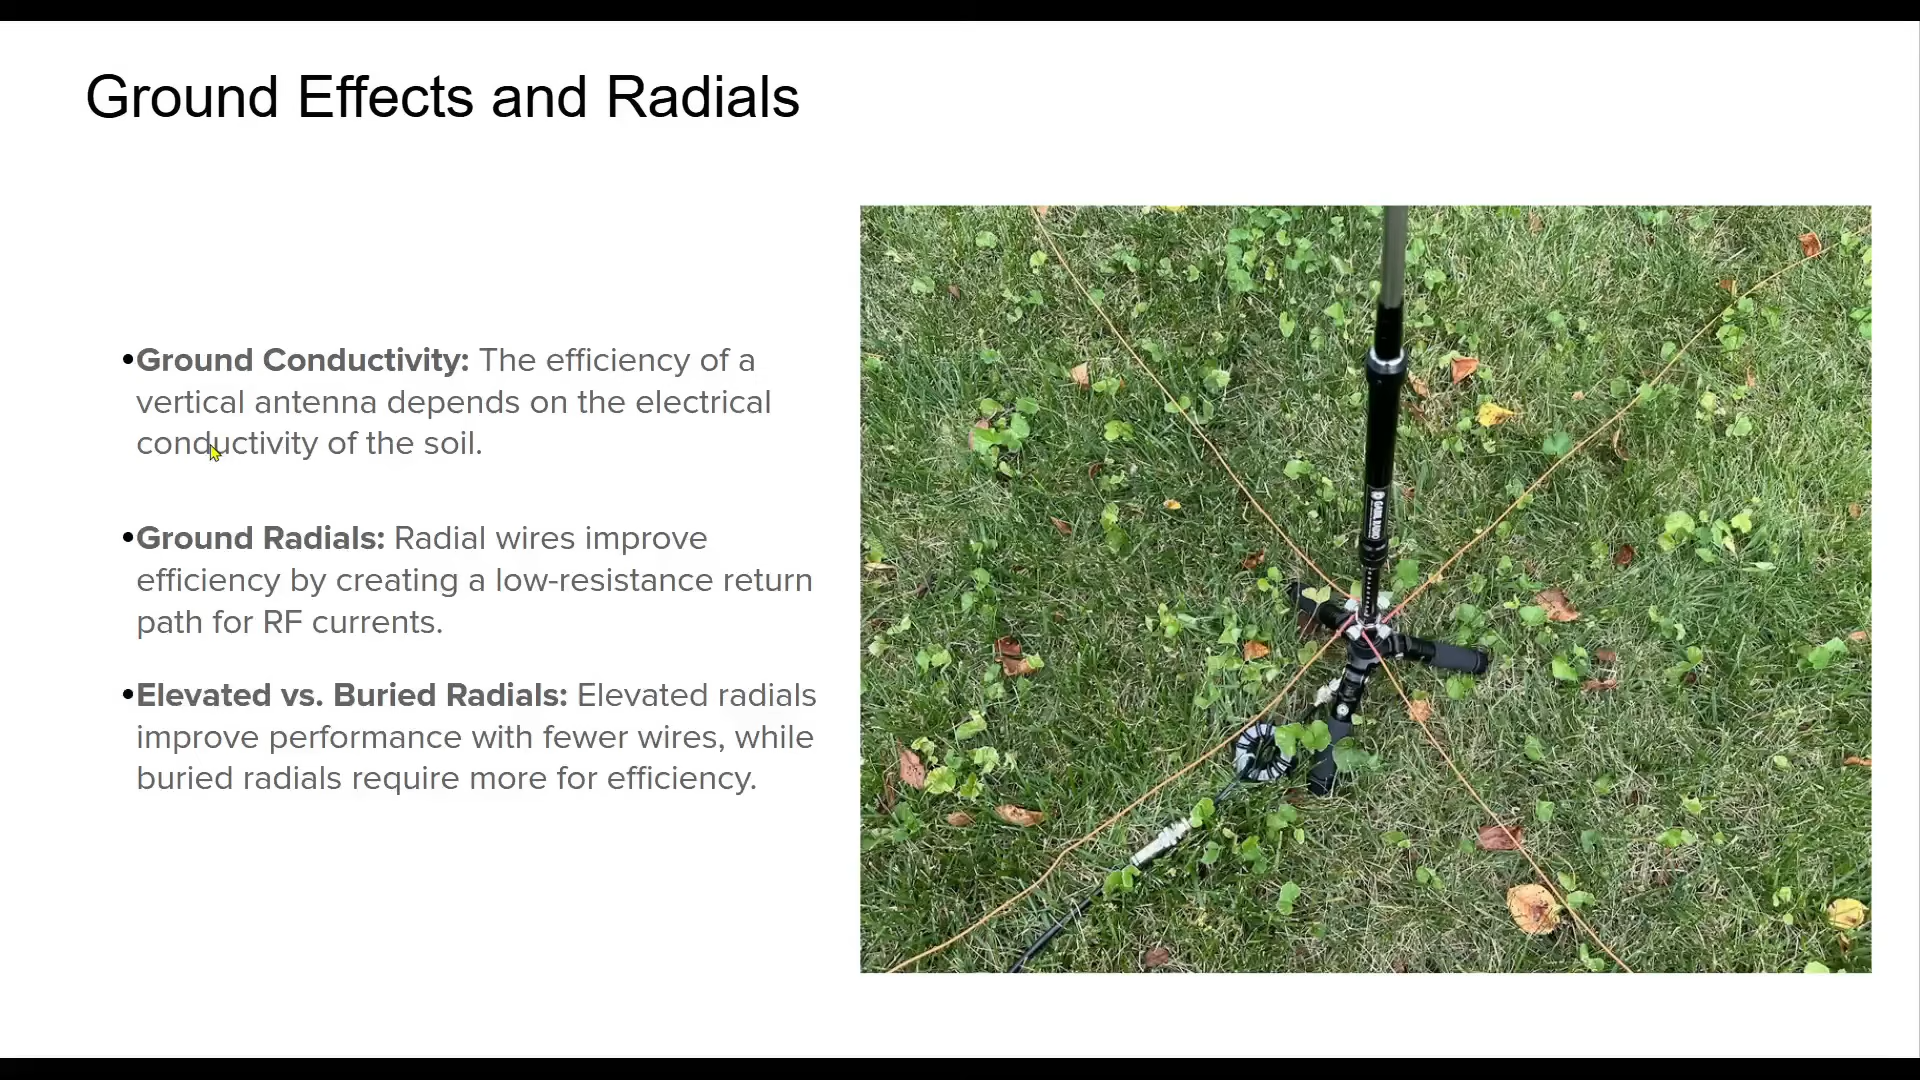 Ground Effects and Radials
•Ground Conductivity: The efficiency of a
vertical antenna depends on the electrical
conductivity of the soil.
•Ground Radials: Radial wires improve
efficiency by creating a low-resistance return
path for RF currents.
•Elevated vs. Buried Radials: Elevated radials
improve performance with fewer wires, while
buried radials require more for efficiency.